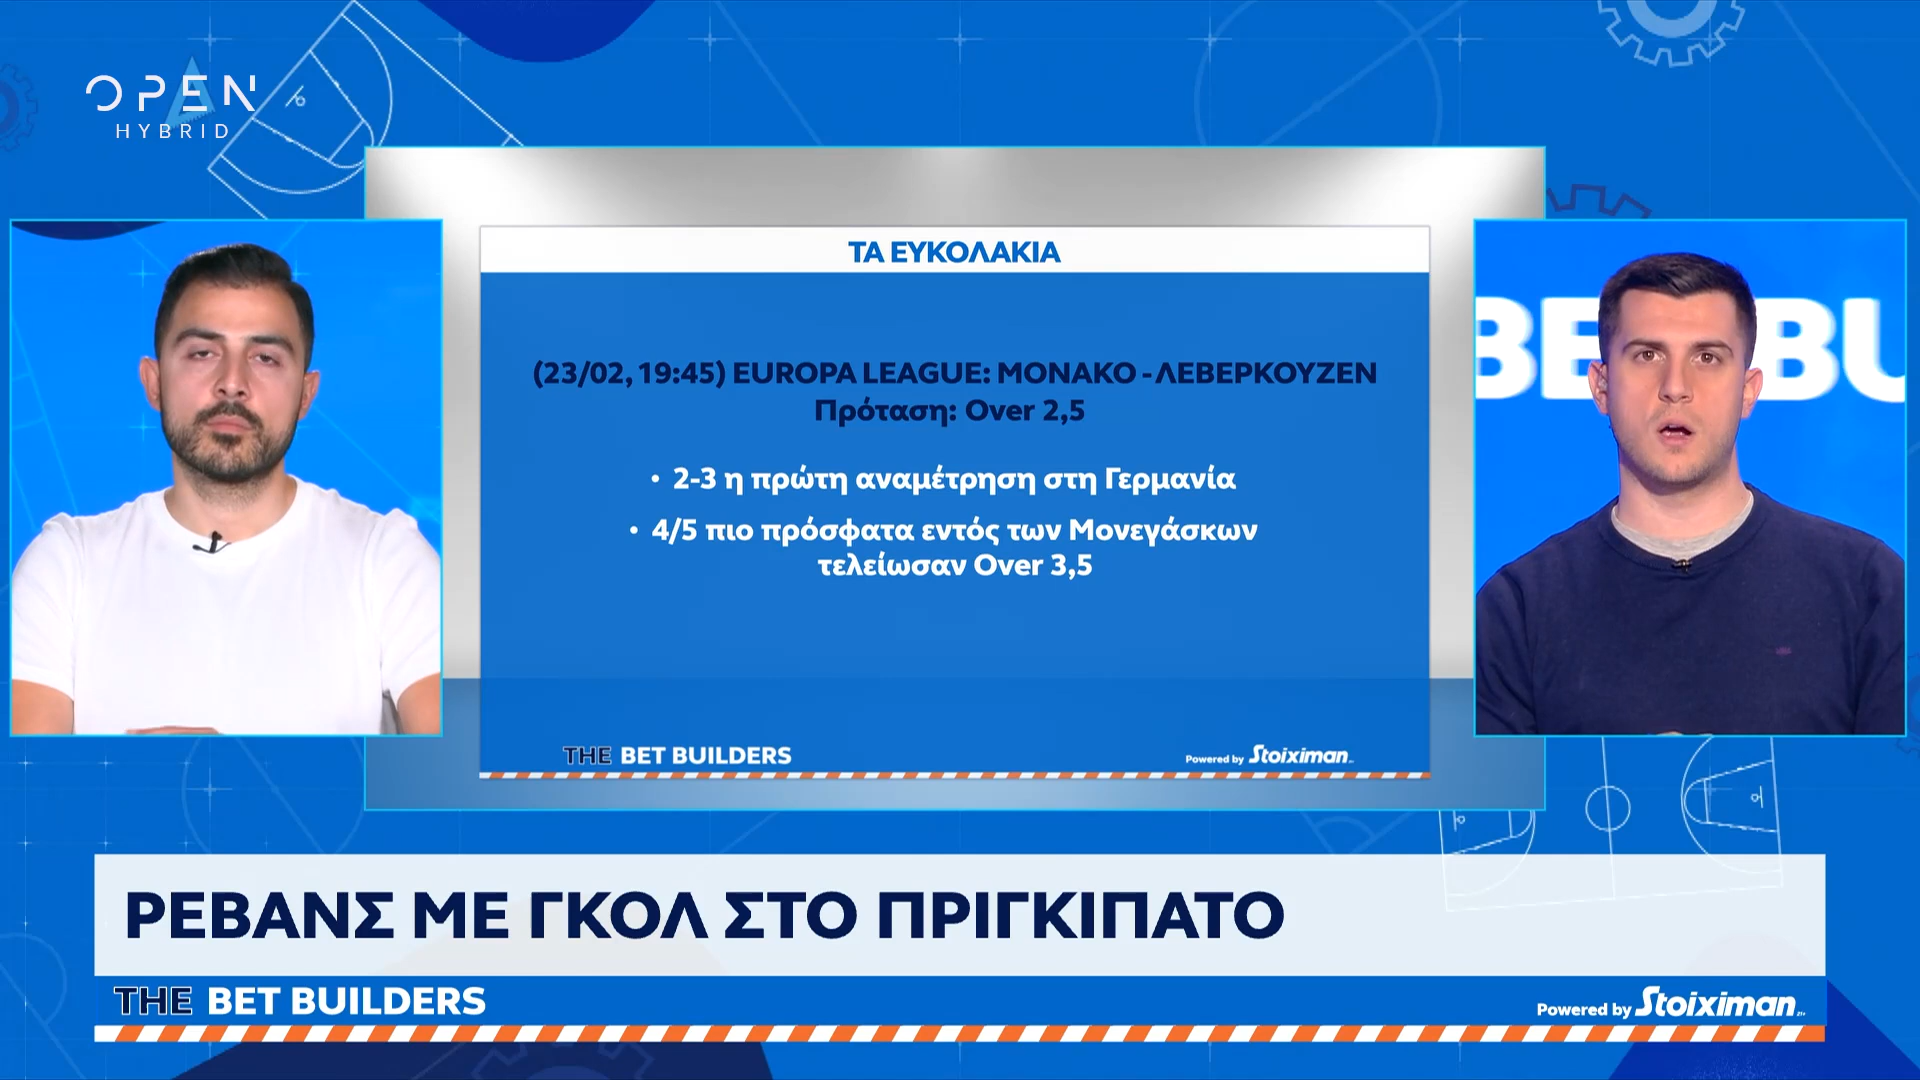 OPEN
HYBRID
ΤΑ ΕΥΚΟΛΑΚΙΑ
(23/02, 19:45) EUROPA LEAGUE: ΜΟΝΑΚΟ - ΛΕΒΕΡΚΟΥΖΕΝ
Πρόταση: Over 2,5
• 2-3 η πρώτη αναμέτρηση στη Γερμανία
• 4/5 πιο πρόσφατα εντός των Μονεγάσκων
τελείωσαν Over 3,5
THE BET BUILDERS
Powered by Stoiximan
BE BU
ΡΕΒΑΝΣ ΜΕ ΓΚΟΛ ΣΤΟ ΠΡΙΓΚΙΠΑΤΟ
THE BET BUILDERS
Powered by Stoiximan